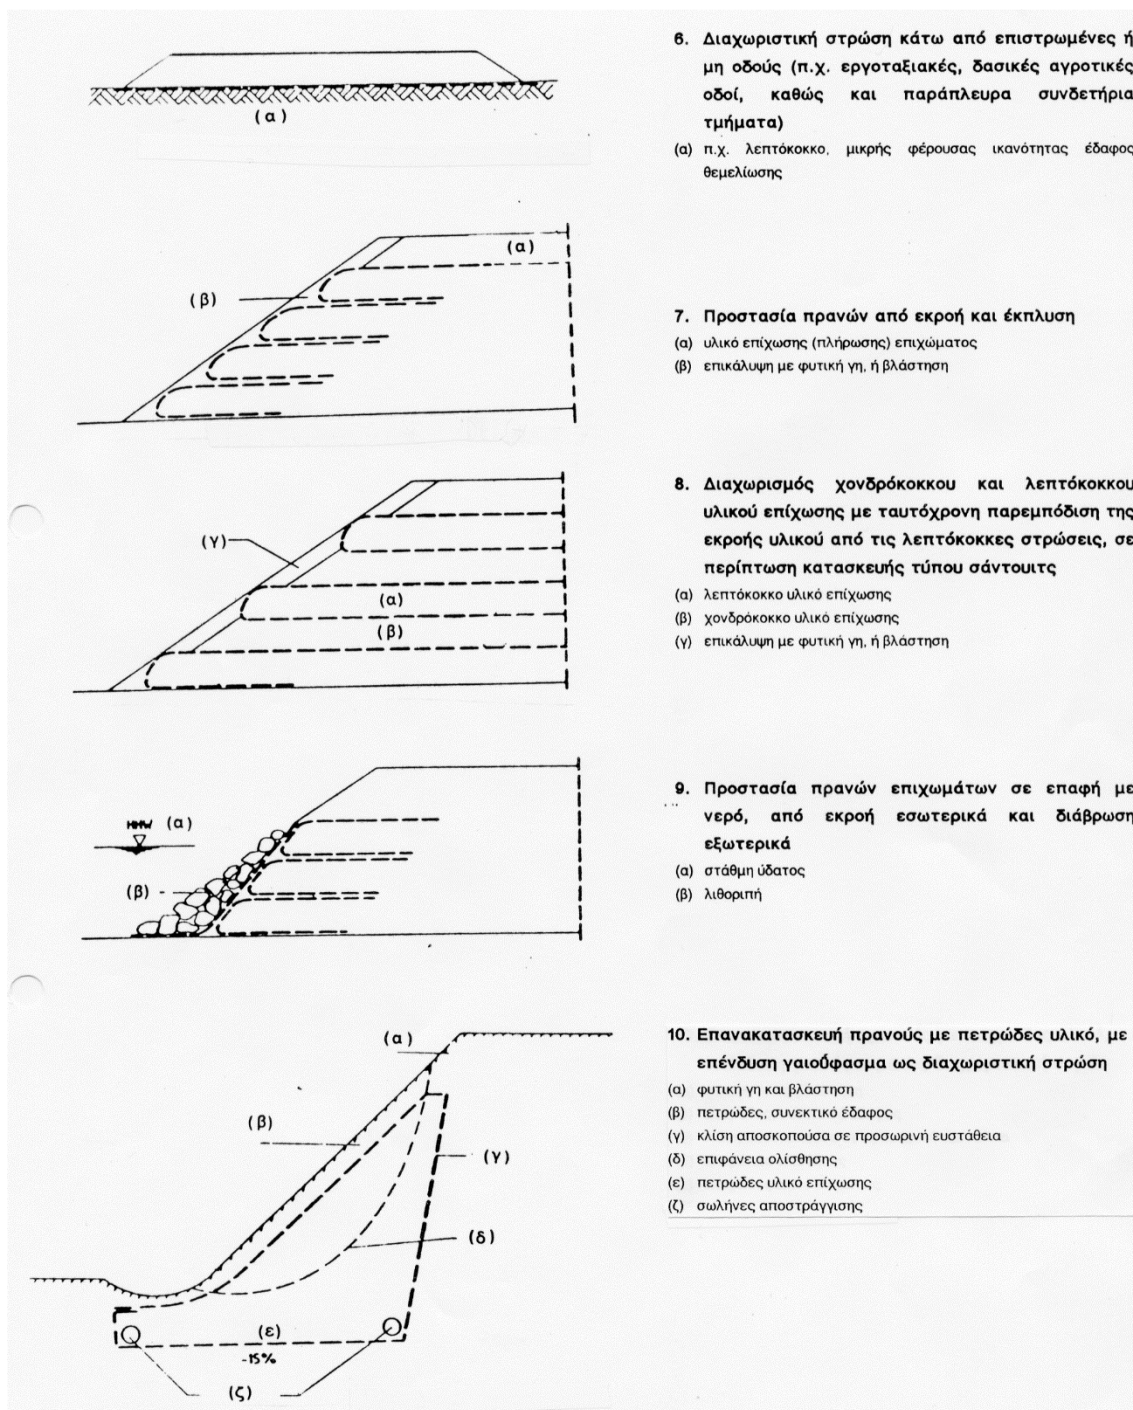 (α)
6. Διαχωριστική στρώση κάτω από επιστρωμένες ή
μη οδούς (π.χ. εργοταξιακές, δασικές αγροτικές
οδοί, καθώς και παράπλευρα συνδετήρια
τμήματα)
(α) π.χ. λεπτόκοκκο, μικρής φέρουσας ικανότητας έδαφος
θεμελίωσης
(α)
(β)
7. Προστασία πρανών από εκροή και έκπλυση
(α) υλικό επίχωσης (πλήρωσης) επιχώματος
(β) επικάλυψη με φυτική γη, ή βλάστηση
(γ)
(α)
(β)
8. Διαχωρισμός χονδρόκοκκου και λεπτόκοκκου
υλικού επίχωσης με ταυτόχρονη παρεμπόδιση της
εκροής υλικού από τις λεπτόκοκκες στρώσεις, σε
περίπτωση κατασκευής τύπου σάντουιτς
(α) λεπτόκοκκο υλικό επίχωσης
(β) χονδρόκοκκο υλικό επίχωσης
(γ) επικάλυψη με φυτική γη, ή βλάστηση
HHW (α)
(β)
9. Προστασία πρανών επιχωμάτων σε επαφή με
νερό, από εκροή εσωτερικά και διάβρωση
εξωτερικά
(α) στάθμη ύδατος
(β) λιθοριπή
(α)
(β)
(γ)
(δ)
(ε)
-15%
(ζ)
10. Επανακατασκευή πρανούς με πετρώδες υλικό, με
επένδυση γαιοΰφασμα ως διαχωριστική στρώση
(α) φυτική γη και βλάστηση
(β) πετρώδες, συνεκτικό έδαφος
(γ) κλίση αποσκοπούσα σε προσωρινή ευστάθεια
(δ) επιφάνεια ολίσθησης
(ε) πετρώδες υλικό επίχωσης
(ζ) σωλήνες αποστράγγισης